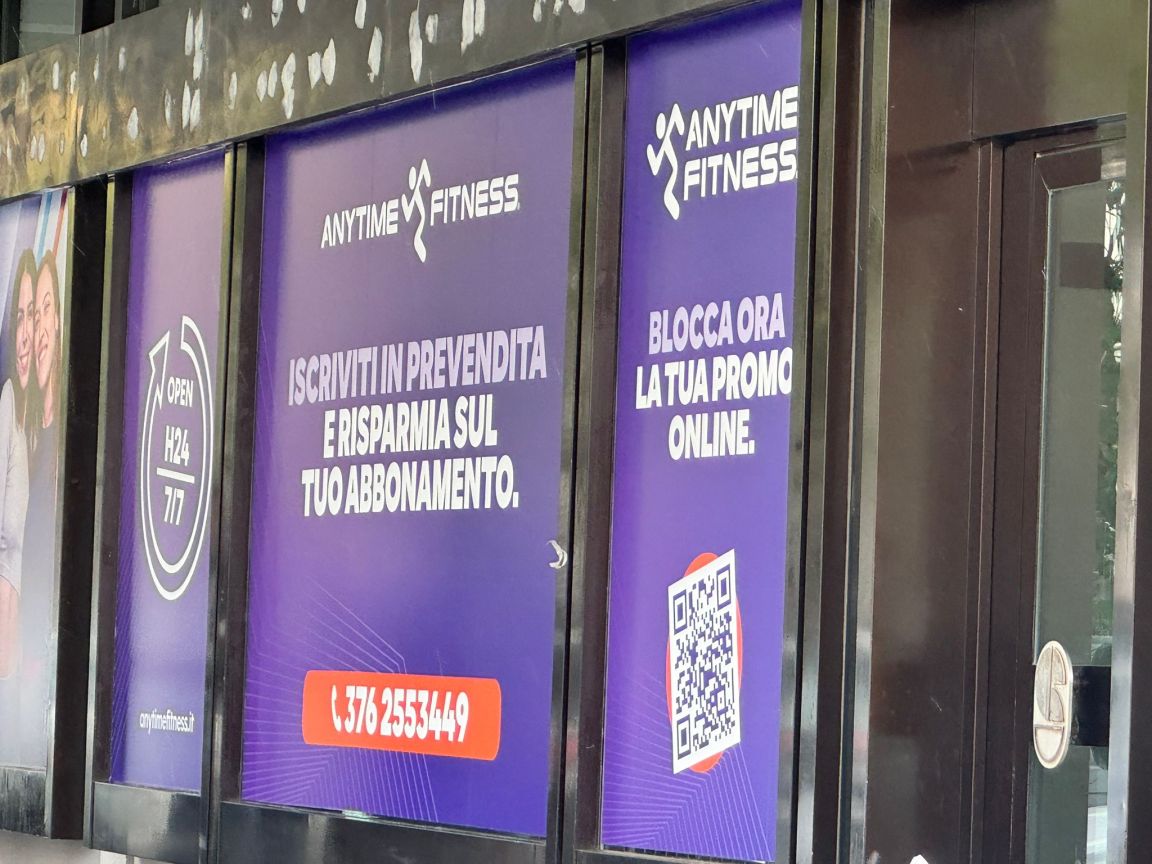 OPEN
H24
7/7
anytimefitness.it
ANYTIME FITNESS
ISCRIVITI IN PREVENDITA
E RISPARMIA SUL
TUO ABBONAMENTO.
376 2553449
ANYTIME
FITNESS
BLOCCA ORA
LA TUA PROMO
ONLINE.